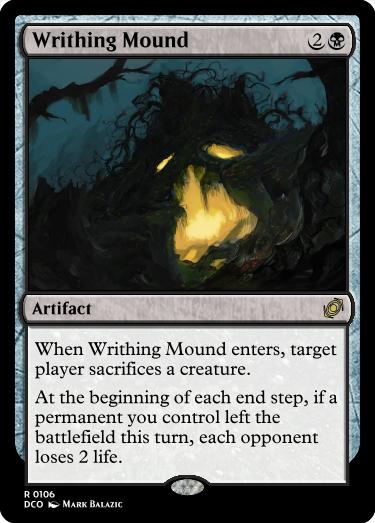 Writhing Mound 2
Artifact
When Writhing Mound enters, target
player sacrifices a creature.
At the beginning of each end step, if a
permanent you control left the
battlefield this turn, each opponent
loses 2 life.
R 0106
DCO Mark Balazic